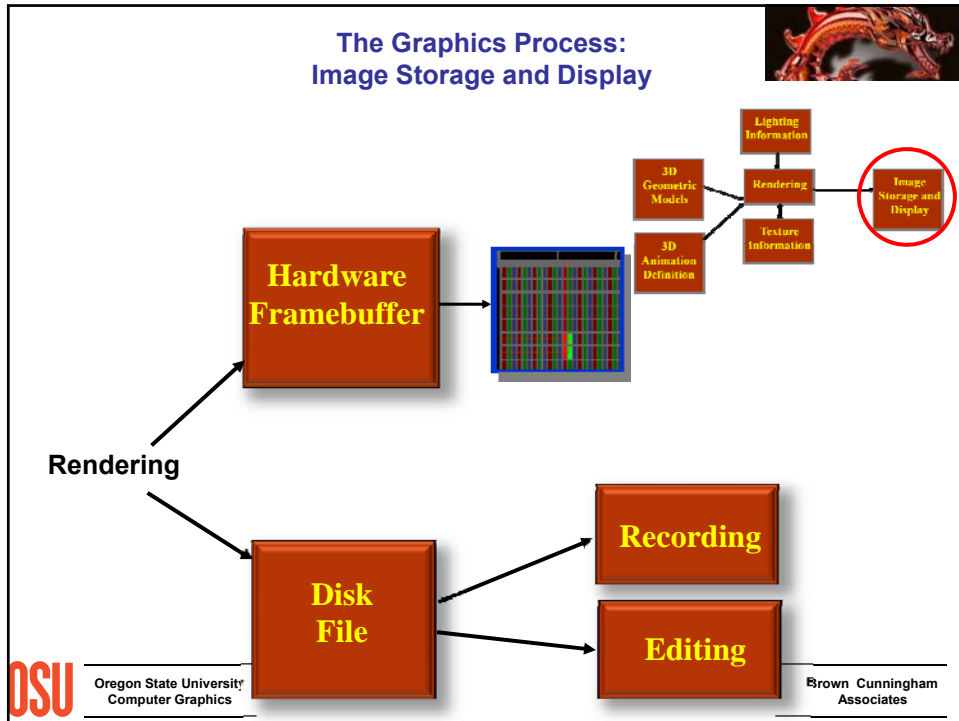 The Graphics Process:
Image Storage and Display
Lighting
Information
3D
Geometric
Models
Rendering
Image
Storage and
Display
Texture
Information
3D
Animation
Definition
Hardware
Framebuffer
Rendering
Disk
File
Recording
Editing
OSU
Oregon State University
Computer Graphics
Brown Cunningham
Associates